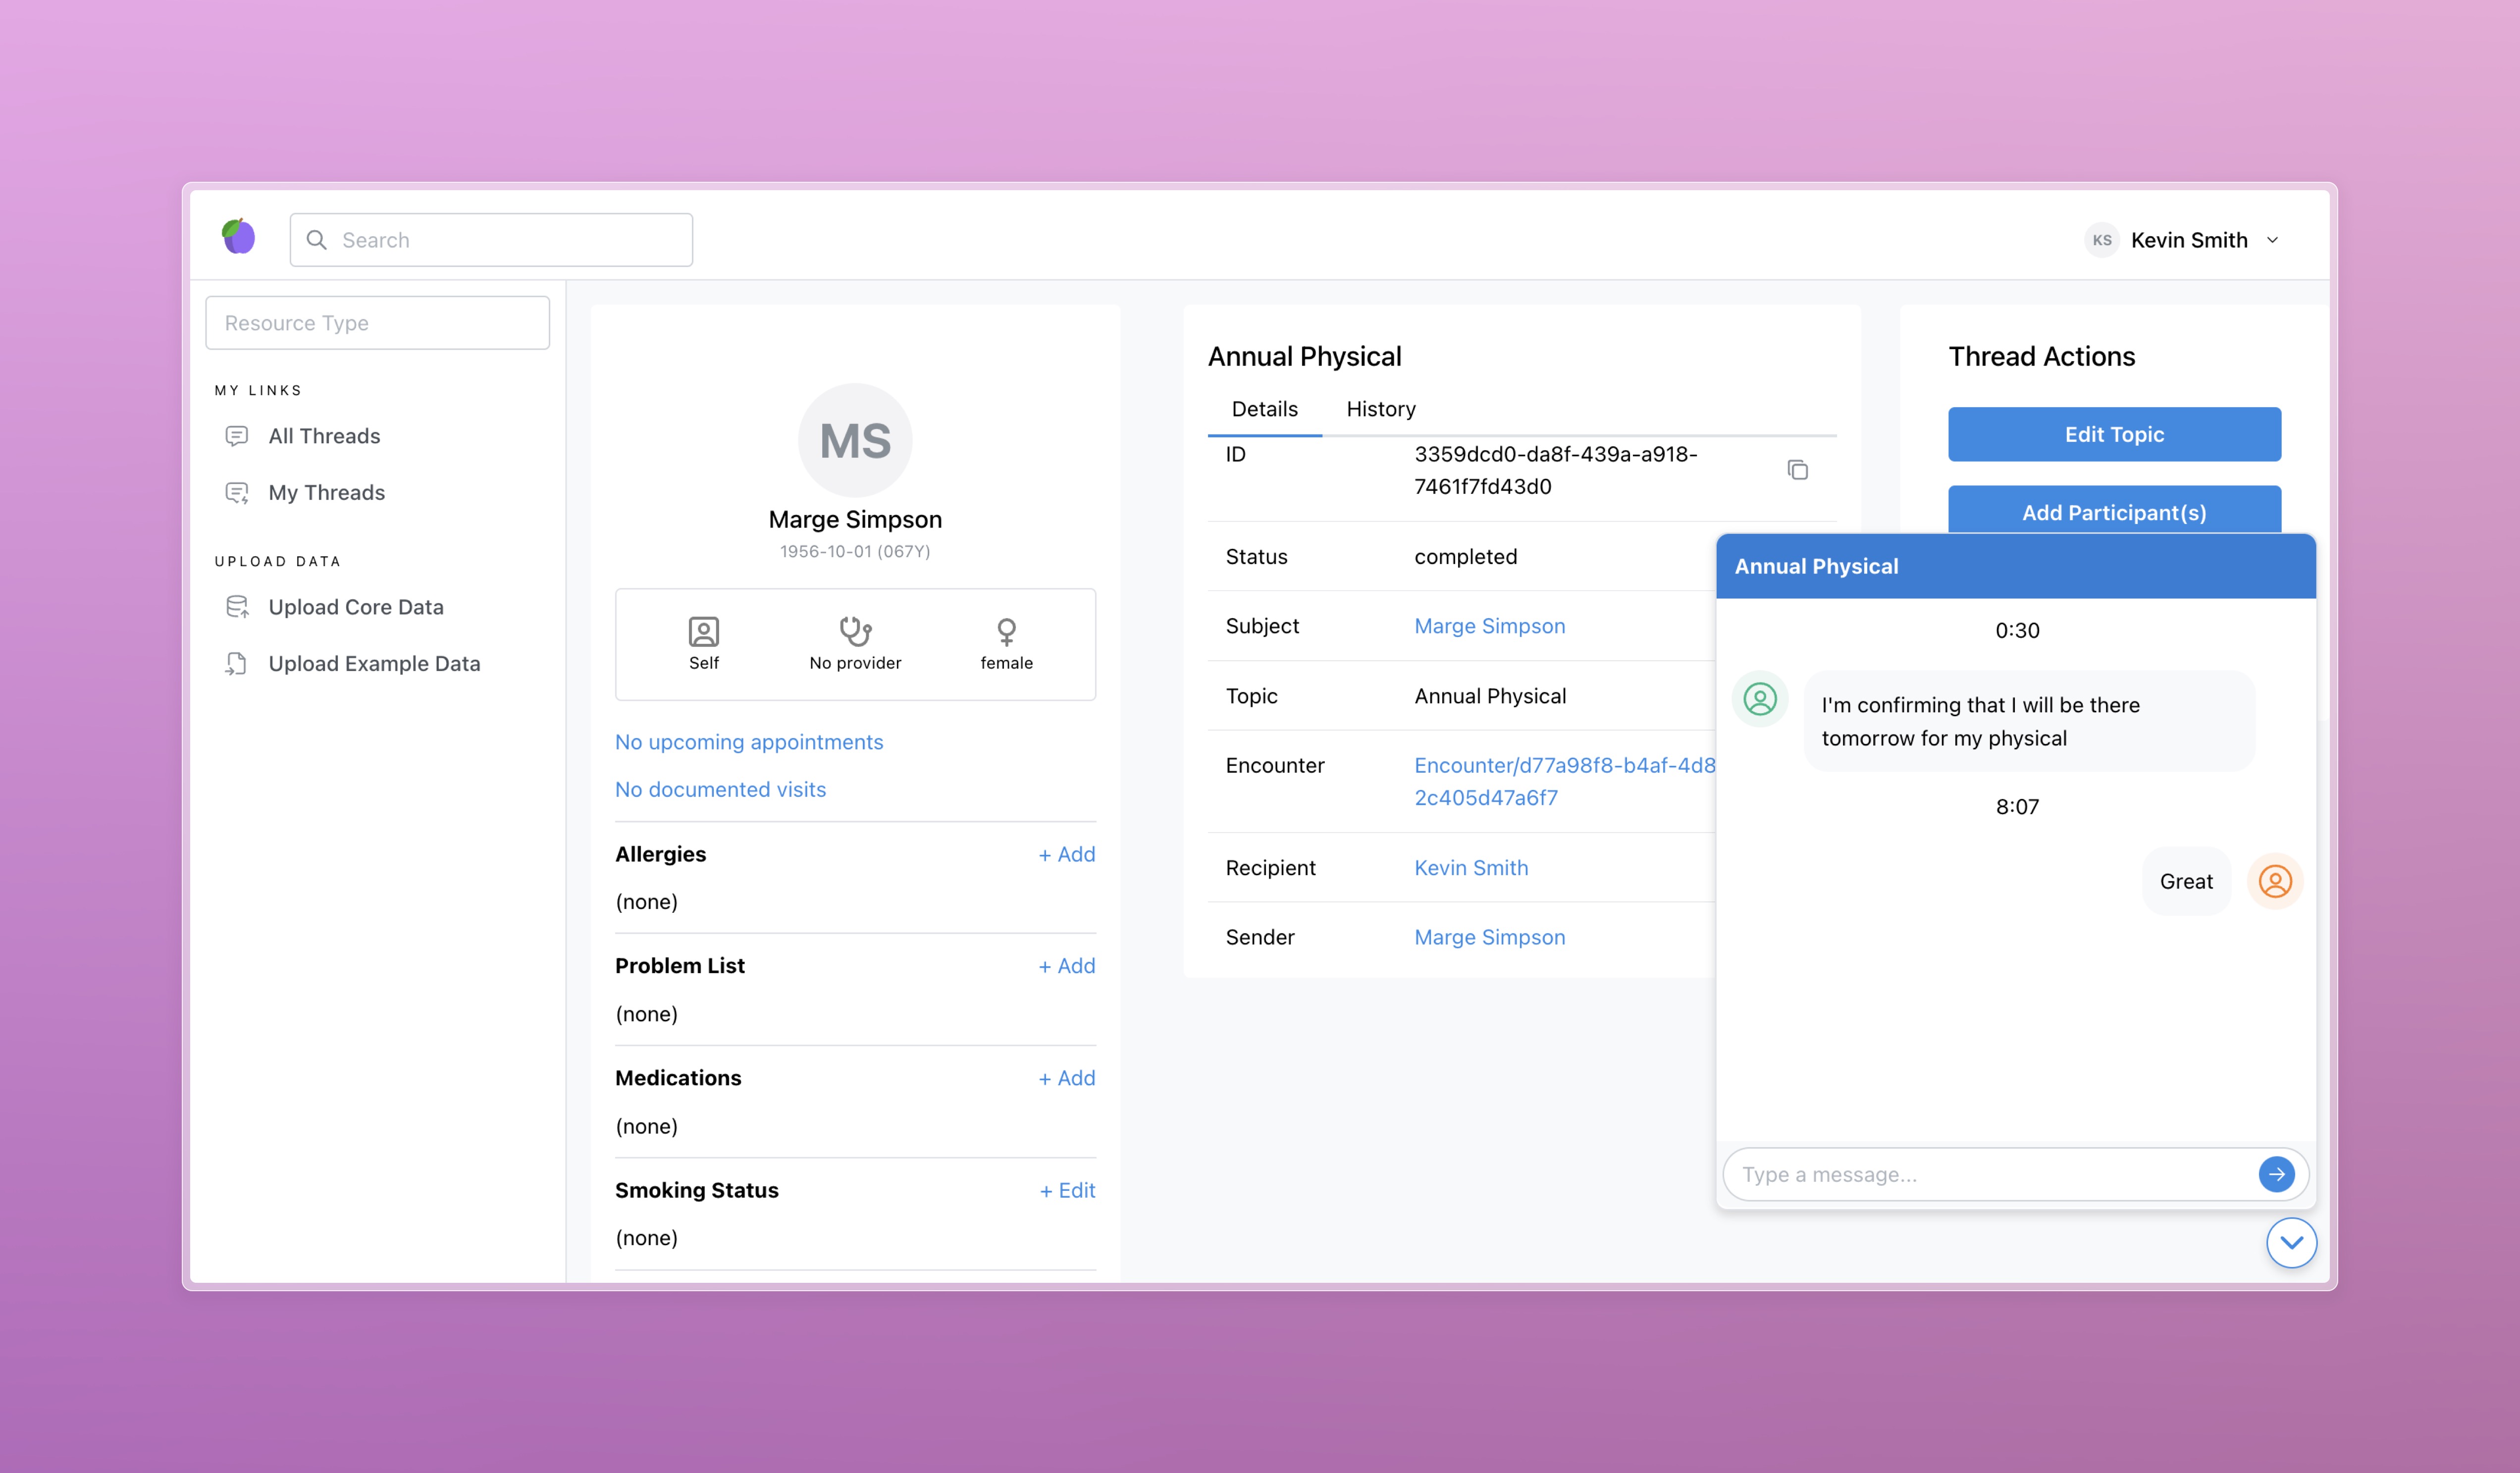 Search
KS Kevin Smith
Resource Type
MY LINKS
All Threads
My Threads
UPLOAD DATA
Upload Core Data
Upload Example Data
MS
Marge Simpson
1956-10-01 (067Y)
Self
No provider
female
No upcoming appointments
No documented visits
Allergies + Add
(none)
Problem List + Add
(none)
Medications + Add
(none)
Smoking Status + Edit
(none)
Annual Physical
Details History
ID 3359dcd0-da8f-439a-a918-
7461f7fd43d0
Status completed
Subject Marge Simpson
Topic Annual Physical
Encounter Encounter/d77a98f8-b4af-4d8
2c405d47a6f7
Recipient Kevin Smith
Sender Marge Simpson
Thread Actions
Edit Topic
Add Participant(s)
Annual Physical
0:30
I'm confirming that I will be there
tomorrow for my physical
8:07
Great
Type a message...